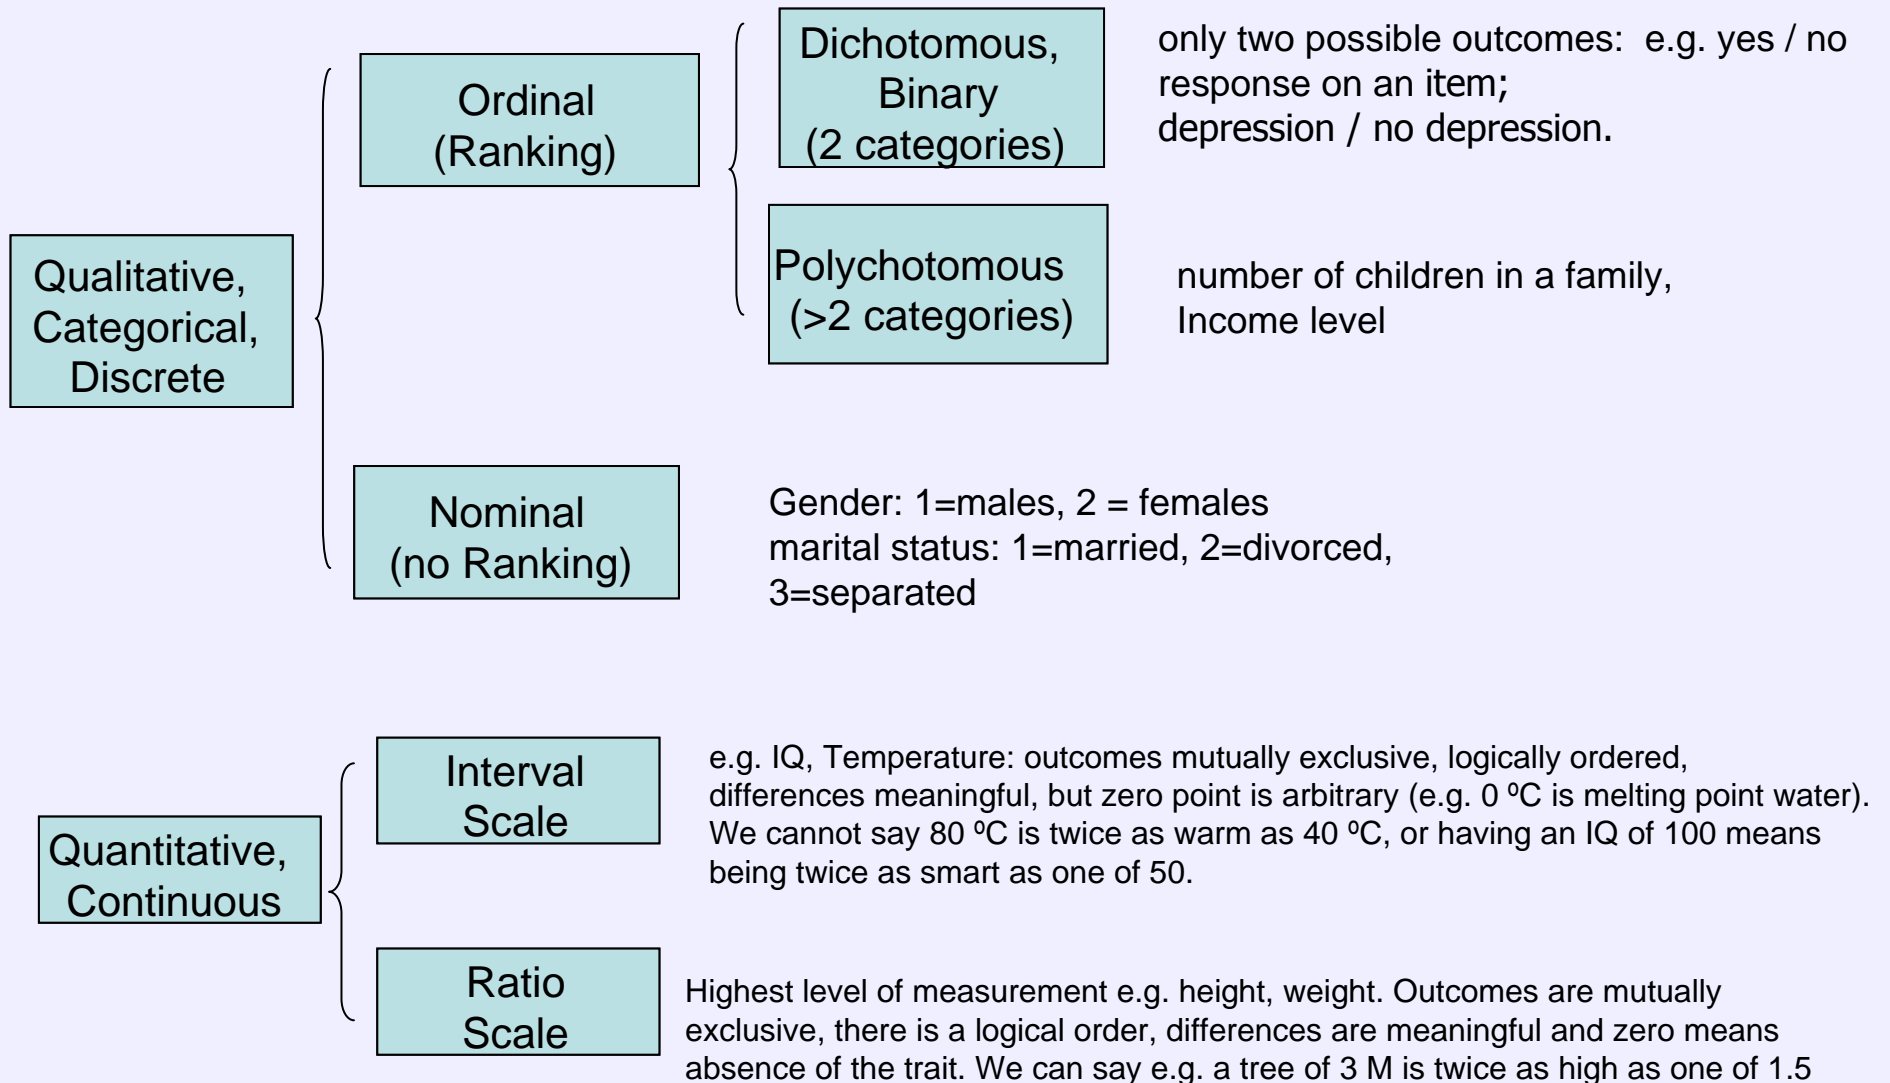 Dichotomous,
Binary
(2 categories)
only two possible outcomes: e.g. yes / no
response on an item;
depression / no depression.
Ordinal
(Ranking)
Polychotomous
(>2 categories)
number of children in a family,
Income level
Qualitative,
Categorical,
Discrete
Nominal
(no Ranking)
Gender: 1=males, 2 = females
marital status: 1=married, 2=divorced,
3=separated
Interval
Scale
e.g. IQ, Temperature: outcomes mutually exclusive, logically ordered,
differences meaningful, but zero point is arbitrary (e.g. 0 ºC is melting point water).
We cannot say 80 ºC is twice as warm as 40 ºC, or having an IQ of 100 means
being twice as smart as one of 50.
Quantitative,
Continuous
Ratio
Scale
Highest level of measurement e.g. height, weight. Outcomes are mutually
exclusive, there is a logical order, differences are meaningful and zero means
absence of the trait. We can say e.g. a tree of 3 M is twice as high as one of 1.5